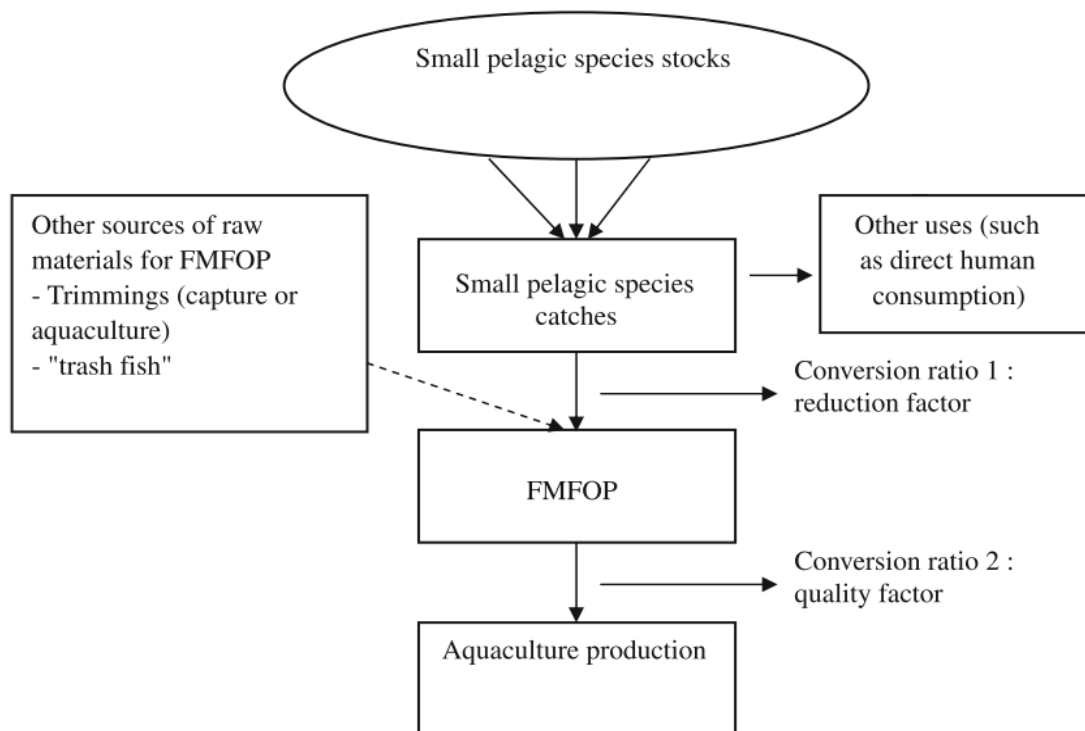 Small pelagic species stocks
Other sources of raw
materials for FMFOP
- Trimmings (capture or
aquaculture)
- "trash fish"
Small pelagic species
catches
Other uses (such
as direct human
consumption)
Conversion ratio 1 :
reduction factor
FMFOP
Conversion ratio 2 :
quality factor
Aquaculture production